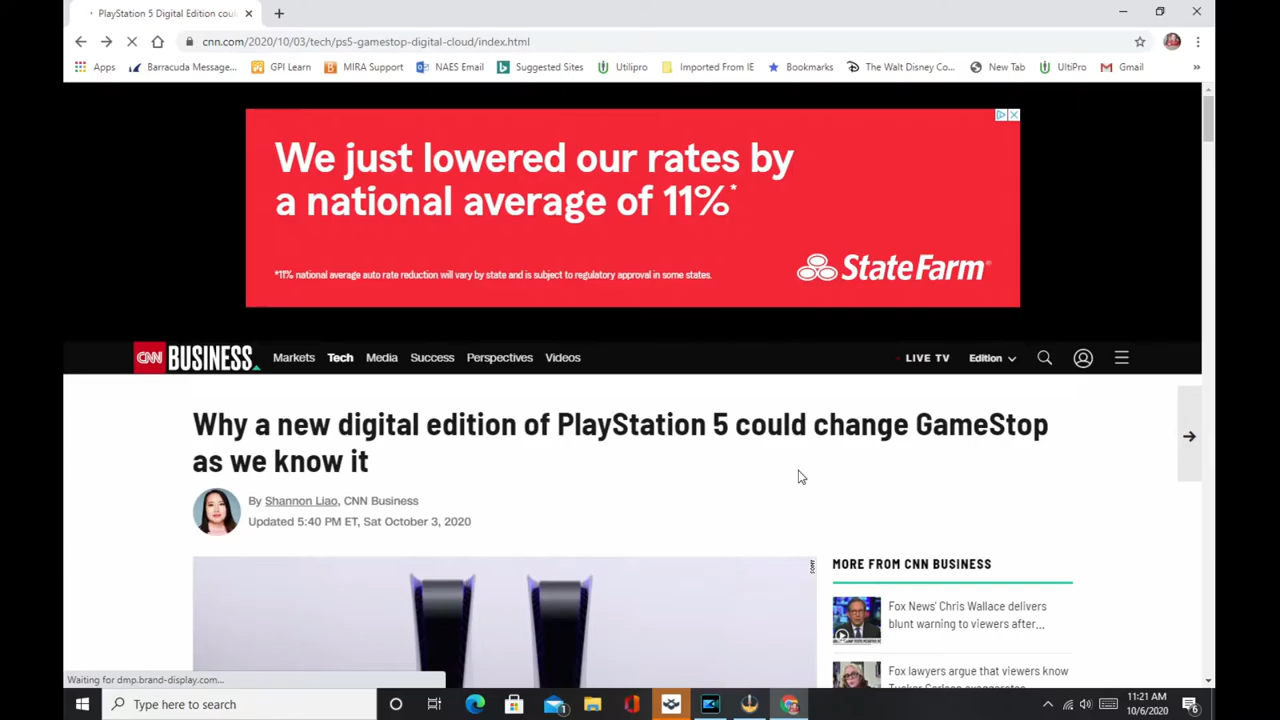 PlayStation 5 Digital Edition coul
cnn.com/2020/10/03/tech/ps5-gamestop-digital-cloud/index.html
Apps Barracuda Message... GPI Learn MIRA Support NAES Email Suggested Sites Utilipro Imported From IE Bookmarks The Walt Disney Co... New Tab UltiPro Gmail »
We just lowered our rates by
a national average of 11%*
*11% national average auto rate reduction will vary by state and is subject to regulatory approval in some states.
StateFarm®
CNN BUSINESS Markets Tech Media Success Perspectives Videos LIVE TV Edition
Why a new digital edition of PlayStation 5 could change GameStop
as we know it
By Shannon Liao, CNN Business
Updated 5:40 PM ET, Sat October 3, 2020
SONY
MORE FROM CNN BUSINESS
Fox News' Chris Wallace delivers
blunt warning to viewers after...
Fox lawyers argue that viewers know
Waiting for dmp.brand-display.com...
Type here to search
1
11:21 AM
10/6/2020
6